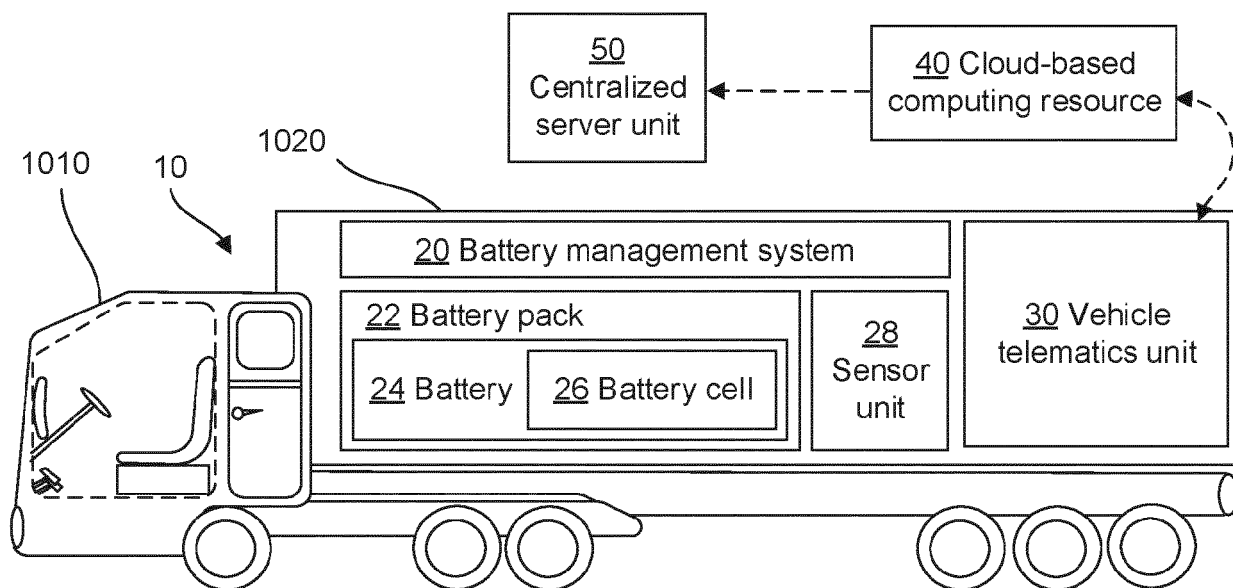 50
Centralized
server unit
40 Cloud-based
computing resource
1020
1010
10
20 Battery management system
22 Battery pack
24 Battery
26 Battery cell
28
Sensor
unit
30 Vehicle
telematics unit